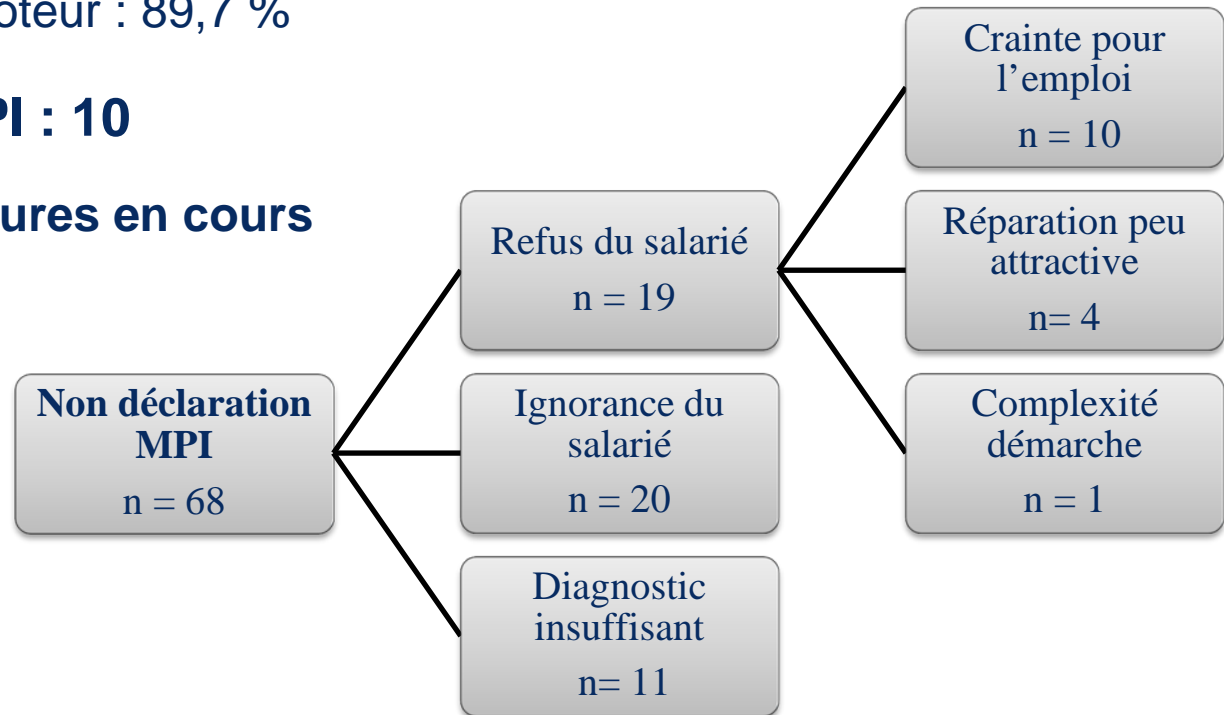 oteur : 89,7 %
PI : 10
ures en cours
Non déclaration
MPI
n = 68
Refus du salarié
n = 19
Ignorance du
salarié
n = 20
Diagnostic
insuffisant
n= 11
Crainte pour
l’emploi
n = 10
Réparation peu
attractive
n= 4
Complexité
démarche
n = 1